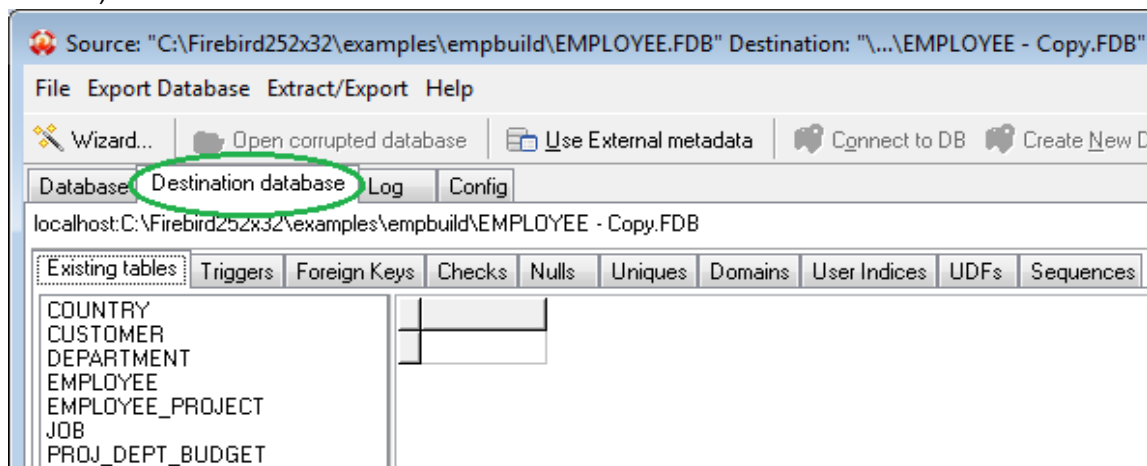 Source: "C:\Firebird252x32\examples\empbuild\EMPLOYEE.FDB" Destination: "\...\EMPLOYEE - Copy.FDB"
File Export Database Extract/Export Help
Wizard... Open corrupted database Use External metadata Connect to DB Create New D
Database Destination database Log Config
localhost:C:\Firebird252x32\examples\empbuild\EMPLOYEE - Copy.FDB
Existing tables Triggers Foreign Keys Checks Nulls Uniques Domains User Indices UDFs Sequences
COUNTRY
CUSTOMER
DEPARTMENT
EMPLOYEE
EMPLOYEE_PROJECT
JOB
PROJ_DEPT_BUDGET